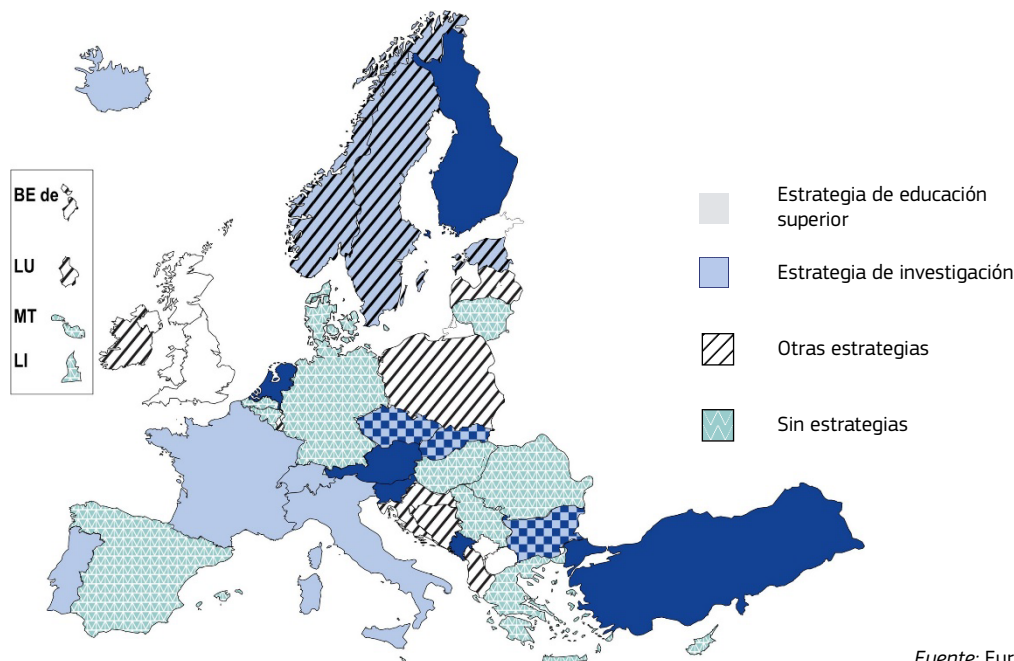 BE de
LU
MT
LI
Estrategia de educación
superior
Estrategia de investigación
Otras estrategias
Sin estrategias
Fuente: Eur